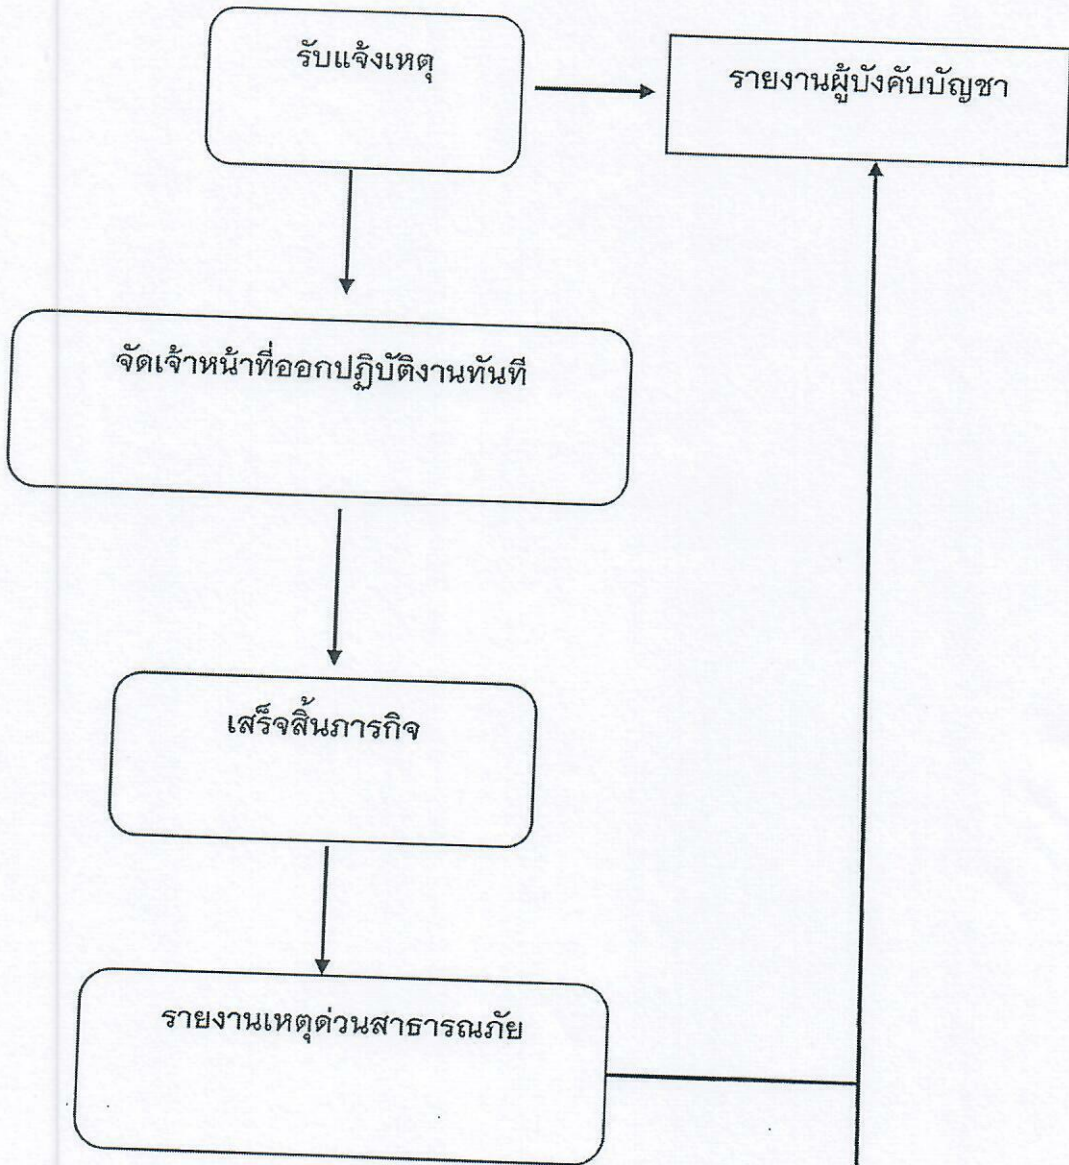 รับแจ้งเหตุ
รายงานผู้บังคับบัญชา
จัดเจ้าหน้าที่ออกปฏิบัติงานทันที
เสร็จสิ้นภารกิจ
รายงานเหตุด่วนสาธารณภัย